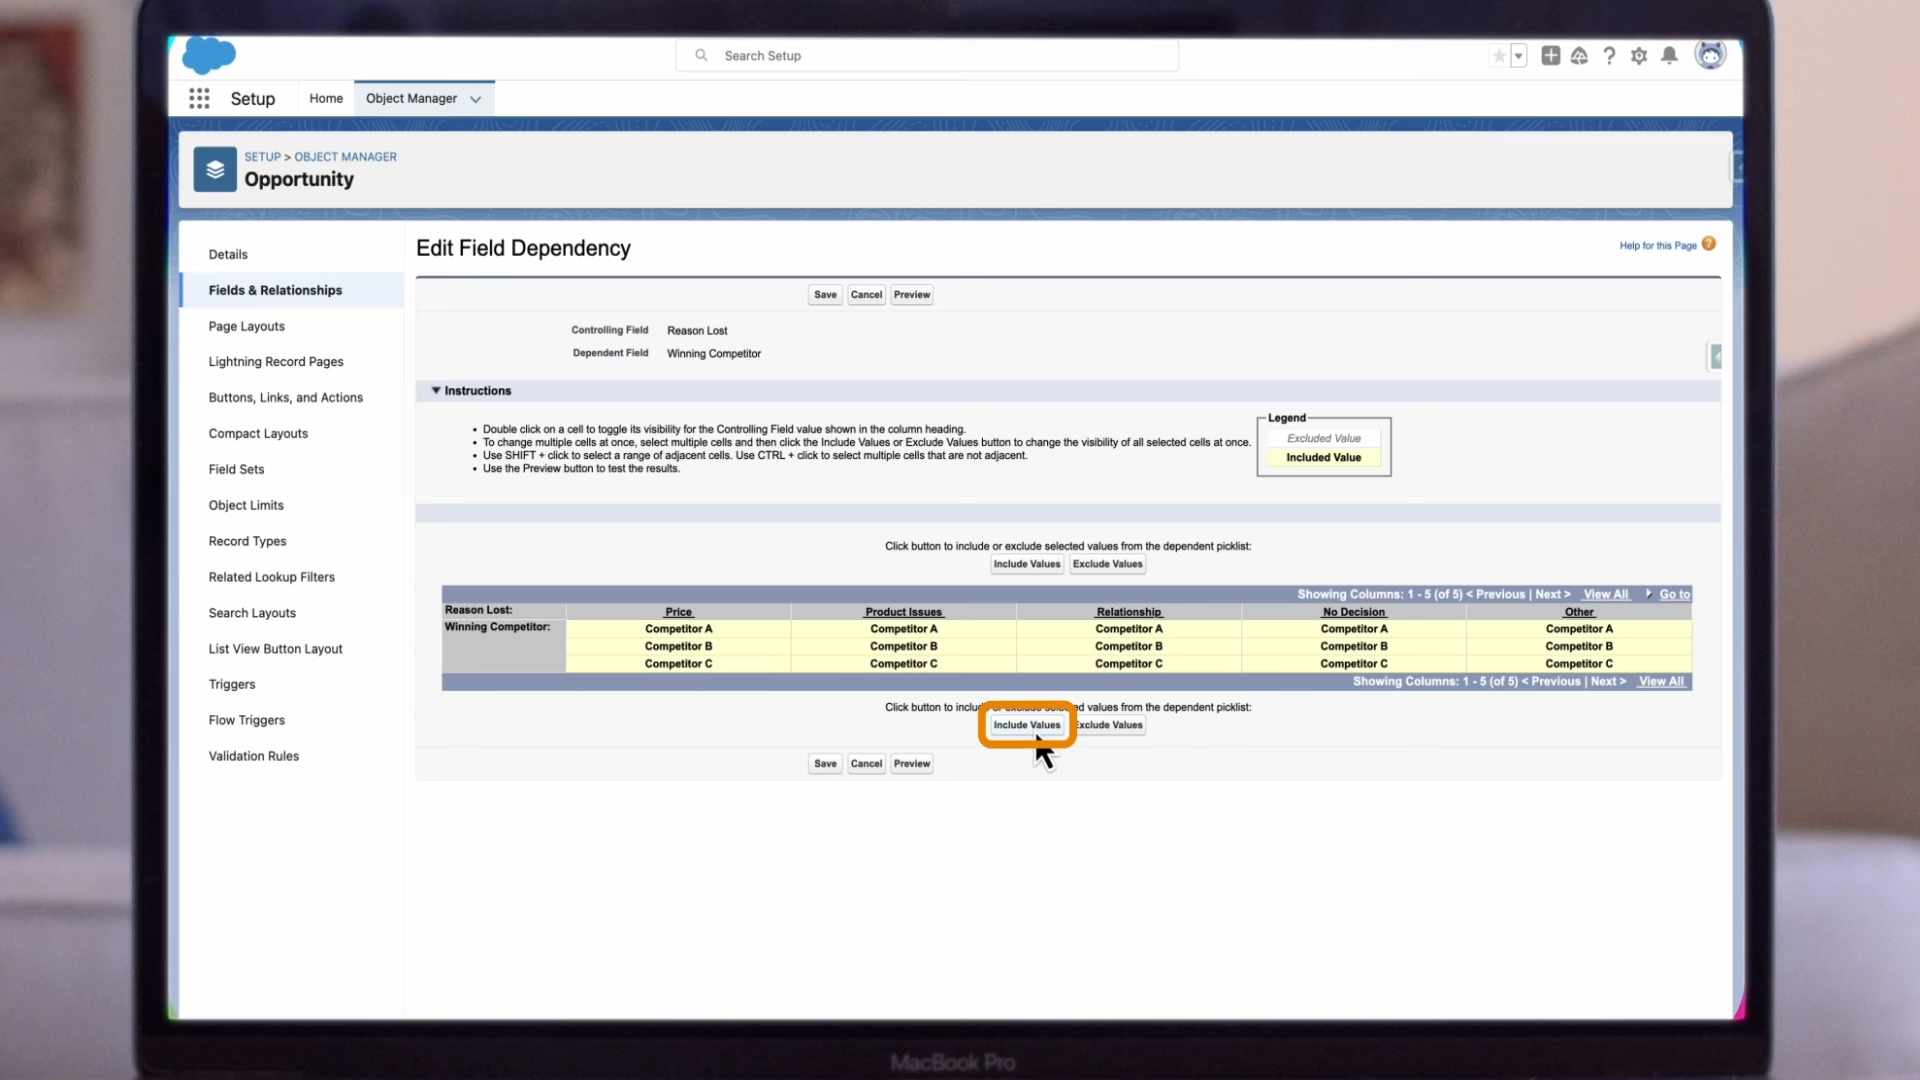 Search Setup
Setup Home Object Manager
SETUP > OBJECT MANAGER
Opportunity
Details
Fields & Relationships
Page Layouts
Lightning Record Pages
Buttons, Links, and Actions
Compact Layouts
Field Sets
Object Limits
Record Types
Related Lookup Filters
Search Layouts
List View Button Layout
Triggers
Flow Triggers
Validation Rules
Edit Field Dependency
Help for this Page ?
Save Cancel Preview
Controlling Field Reason Lost
Dependent Field Winning Competitor
Instructions
• Double click on a cell to toggle its visibility for the Controlling Field value shown in the column heading.
• To change multiple cells at once, select multiple cells and then click the Include Values or Exclude Values button to change the visibility of all selected cells at once.
• Use SHIFT + click to select a range of adjacent cells. Use CTRL + click to select multiple cells that are not adjacent.
• Use the Preview button to test the results.
Legend
Excluded Value
Included Value
Click button to include or exclude selected values from the dependent picklist:
Include Values Exclude Values
Showing Columns: 1 - 5 (of 5) < Previous | Next > View All Go to
Reason Lost: Price Product Issues Relationship No Decision Other
Winning Competitor: Competitor A Competitor A Competitor A Competitor A Competitor A
Competitor B Competitor B Competitor B Competitor B Competitor B
Competitor C Competitor C Competitor C Competitor C Competitor C
Showing Columns: 1 - 5 (of 5) < Previous | Next > View All
Click button to include or exclude selected values from the dependent picklist:
Include Values Exclude Values
Save Cancel Preview
MacBook Pro